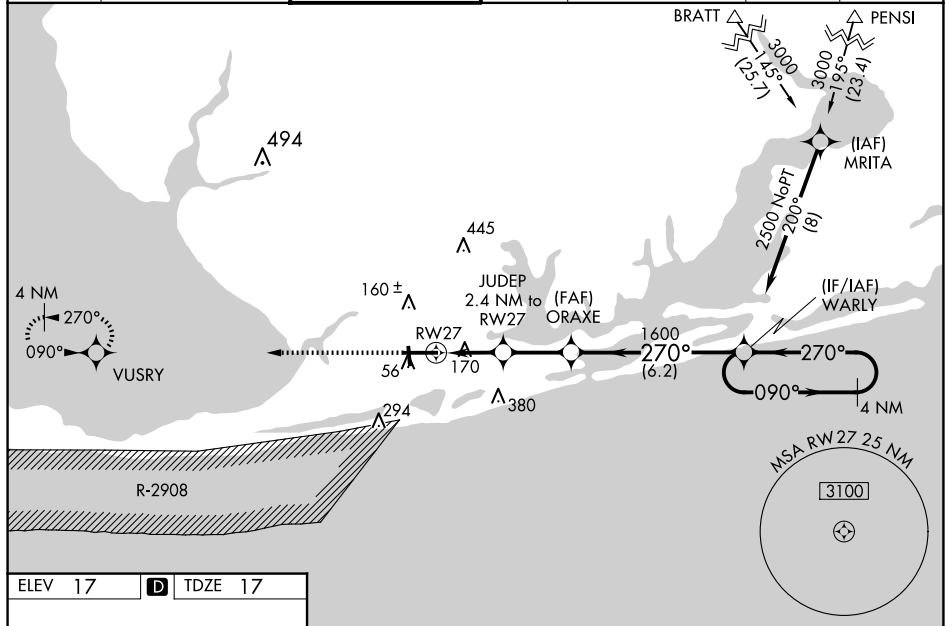 BRATT
PENSI
3000
145°
(25.7)
3000
195°
(23.4)
494
(IAF)
MRITA
2500 NoPT
200°
(8)
445
JUDEP
2.4 NM to
RW27
(FAF)
ORAXE
(IF/IAF)
WARLY
160 ±
4 NM
270°
090°
VUSRY
RW27
1600
270°
(6.2)
270°
56
170
090°
4 NM
380
294
MSA RW 27 25 NM
3100
R-2908
ELEV 17 D TDZE 17